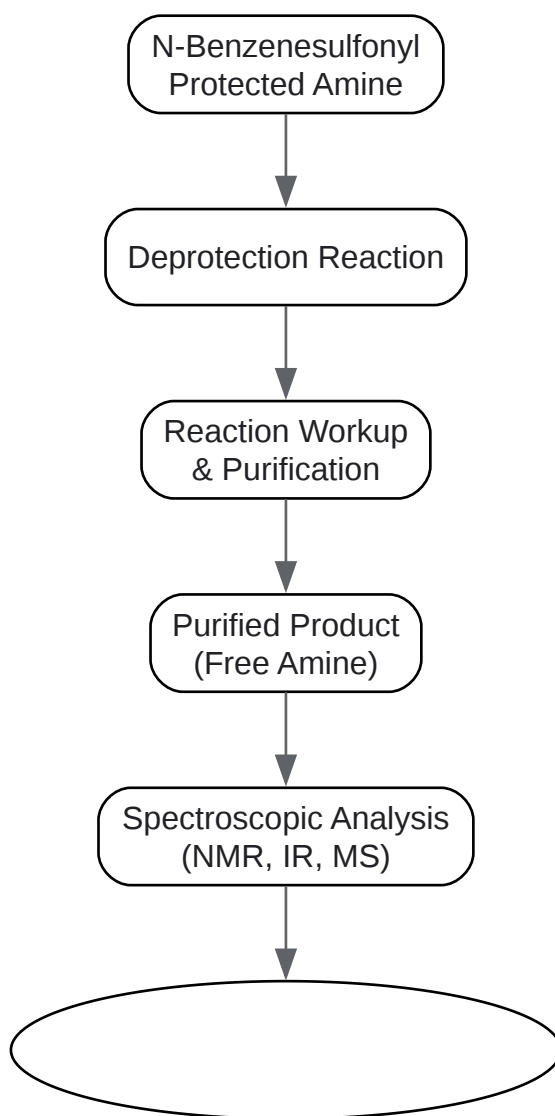 N-Benzenesulfonyl
Protected Amine
Deprotection Reaction
Reaction Workup
& Purification
Purified Product
(Free Amine)
Spectroscopic Analysis
(NMR, IR, MS)